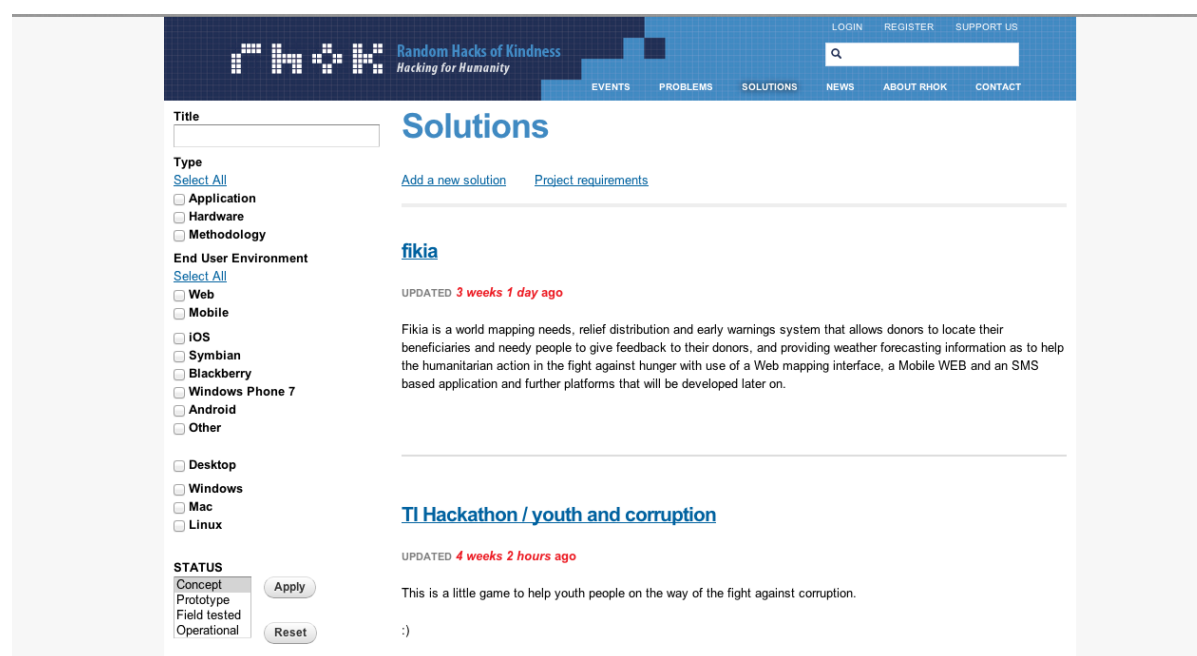 LOGIN REGISTER SUPPORT US
rhok Random Hacks of Kindness
Hacking for Humanity
EVENTS PROBLEMS SOLUTIONS NEWS ABOUT RHOK CONTACT
Title
Type
Select All
Application
Hardware
Methodology
End User Environment
Select All
Web
Mobile
iOS
Symbian
Blackberry
Windows Phone 7
Android
Other
Desktop
Windows
Mac
Linux
STATUS
Concept
Prototype
Field tested
Operational
Apply
Reset
Solutions
Add a new solution Project requirements
fikia
UPDATED 3 weeks 1 day ago
Fikia is a world mapping needs, relief distribution and early warnings system that allows donors to locate their
beneficiaries and needy people to give feedback to their donors, and providing weather forecasting information as to help
the humanitarian action in the fight against hunger with use of a Web mapping interface, a Mobile WEB and an SMS
based application and further platforms that will be developed later on.
TI Hackathon / youth and corruption
UPDATED 4 weeks 2 hours ago
This is a little game to help youth people on the way of the fight against corruption.
:)